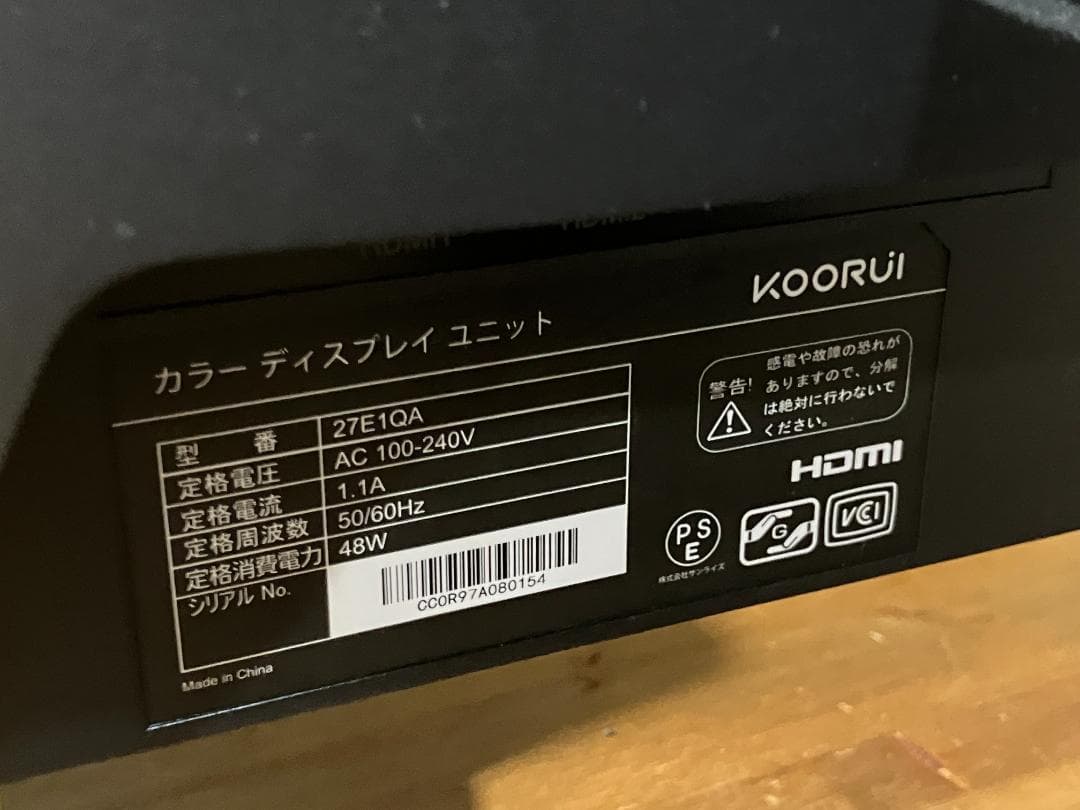 KOORUI
カラー ディスプレイ ユニット
型 番 27E1QA
定格電圧 AC 100-240V
定格電流 1.1A
定格周波数 50/60Hz
定格消費電力 48W
シリアル No.
CC0R97A080154
Made in China
警告!
感電や故障の恐れが
ありますので、分解
は絶対に行わないで
ください。
HDMI
PS
E
株式会社サンライズ
G
VCCI